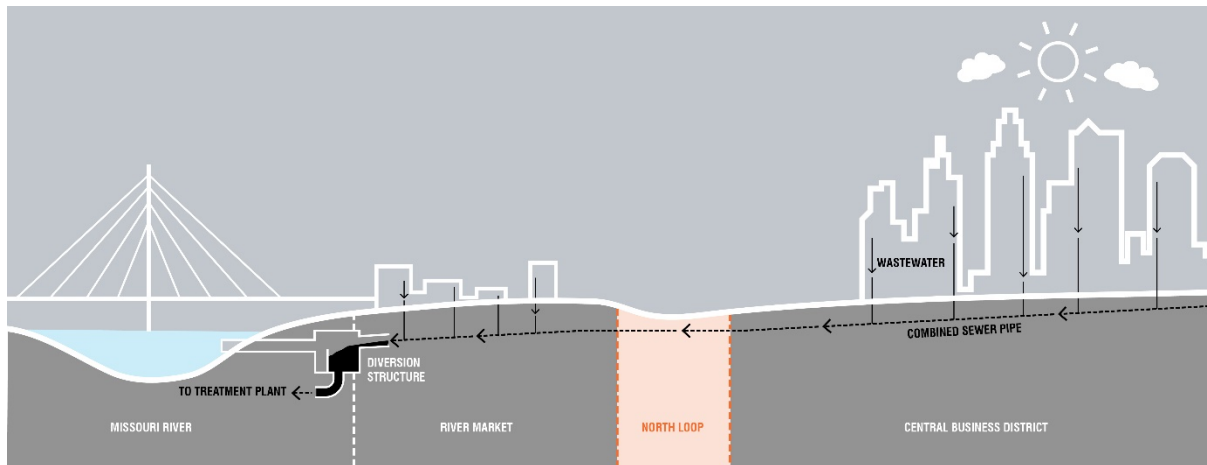 WASTEWATER
COMBINED SEWER PIPE
DIVERSION
STRUCTURE
TO TREATMENT PLANT
MISSOURI RIVER
RIVER MARKET
NORTH LOOP
CENTRAL BUSINESS DISTRICT